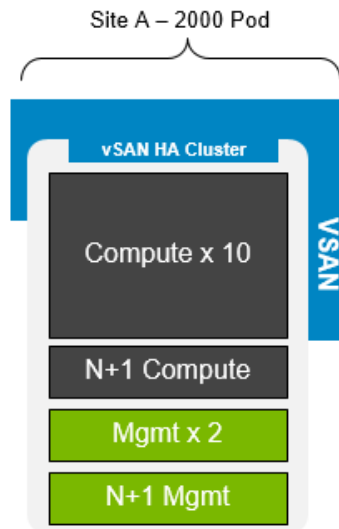 Site A – 2000 Pod
vSAN HA Cluster
Compute x 10
VSAN
N+1 Compute
Mgmt x 2
N+1 Mgmt